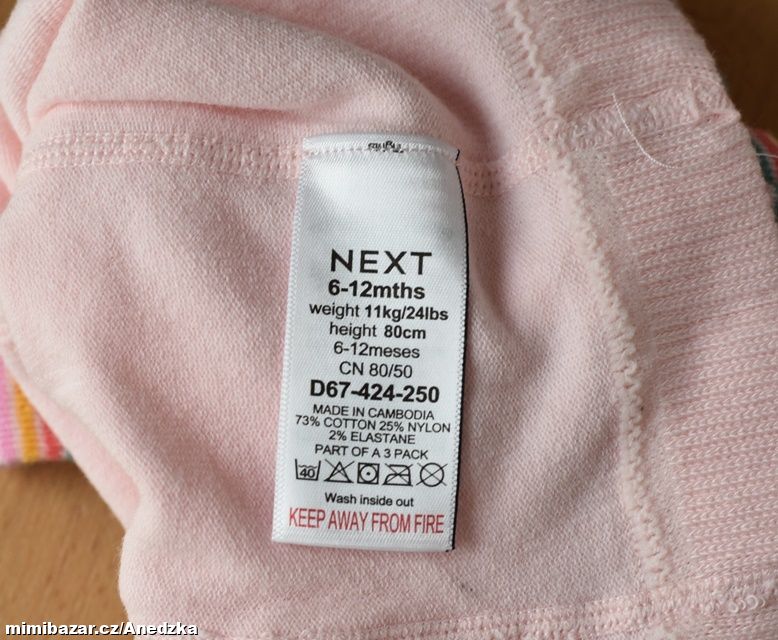 NEXT
6-12mths
weight 11kg/24lbs
height 80cm
6-12meses
CN 80/50
D67-424-250
MADE IN CAMBODIA
73% COTTON 25% NYLON
2% ELASTANE
PART OF A 3 PACK
40
Wash inside out
KEEP AWAY FROM FIRE
mimibazar.cz/Anedzka